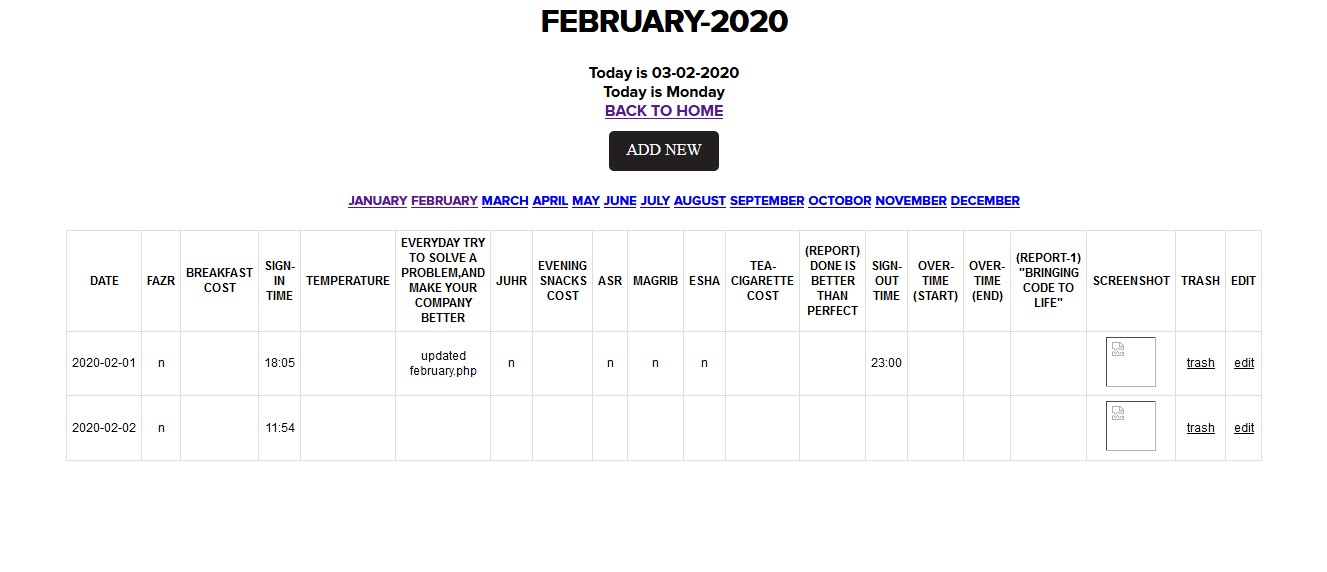 FEBRUARY-2020
Today is 03-02-2020
Today is Monday
BACK TO HOME
ADD NEW
JANUARY FEBRUARY MARCH APRIL MAY JUNE JULY AUGUST SEPTEMBER OCTOBOR NOVEMBER DECEMBER
DATE
FAZR
BREAKFAST
COST
SIGN-
IN
TIME
TEMPERATURE
EVERYDAY TRY
TO SOLVE A
PROBLEM,AND
MAKE YOUR
COMPANY
BETTER
JUHR
EVENING
SNACKS
COST
ASR
MAGRIB
ESHA
TEA-
CIGARETTE
COST
(REPORT)
DONE IS
BETTER
THAN
PERFECT
SIGN-
OUT
TIME
OVER-
TIME
(START)
OVER-
TIME
(END)
(REPORT-1)
"BRINGING
CODE TO
LIFE"
SCREENSHOT
TRASH
EDIT
2020-02-01
n
18:05
updated
february.php
n
n
n
n
23:00
trash
edit
2020-02-02
n
11:54
trash
edit